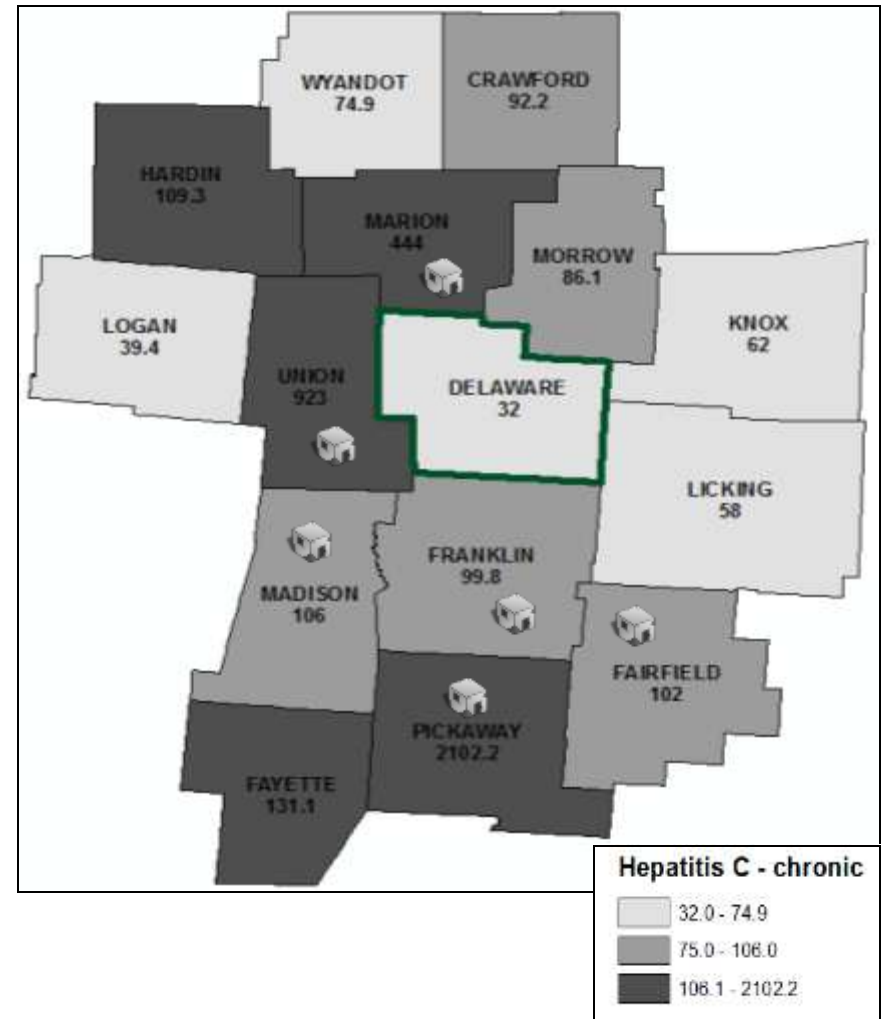 WYANDOT
74.9
CRAWFORD
92.2
HARDIN
109.3
MARION
444
MORROW
86.1
LOGAN
39.4
KNOX
62
UNION
923
DELAWARE
32
LICKING
58
FRANKLIN
99.8
MADISON
106
FAIRFIELD
102
PICKAWAY
2102.2
FAYETTE
131.1
Hepatitis C - chronic
32.0 - 74.9
75.0 - 106.0
106.1 - 2102.2